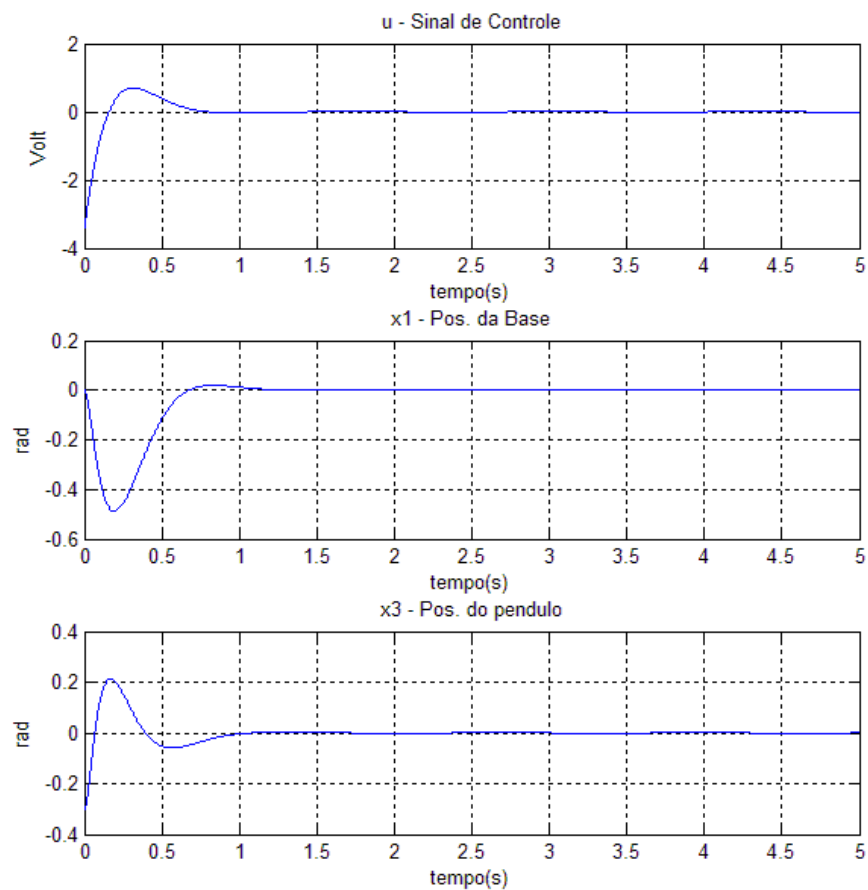 u - Sinal de Controle
2
0
-2
-4
Volt
0 0.5 1 1.5 2 2.5 3 3.5 4 4.5 5
tempo(s)
x1 - Pos. da Base
0.2
0
-0.2
-0.4
-0.6
rad
0 0.5 1 1.5 2 2.5 3 3.5 4 4.5 5
tempo(s)
x3 - Pos. do pendulo
0.4
0.2
0
-0.2
-0.4
rad
0 0.5 1 1.5 2 2.5 3 3.5 4 4.5 5
tempo(s)